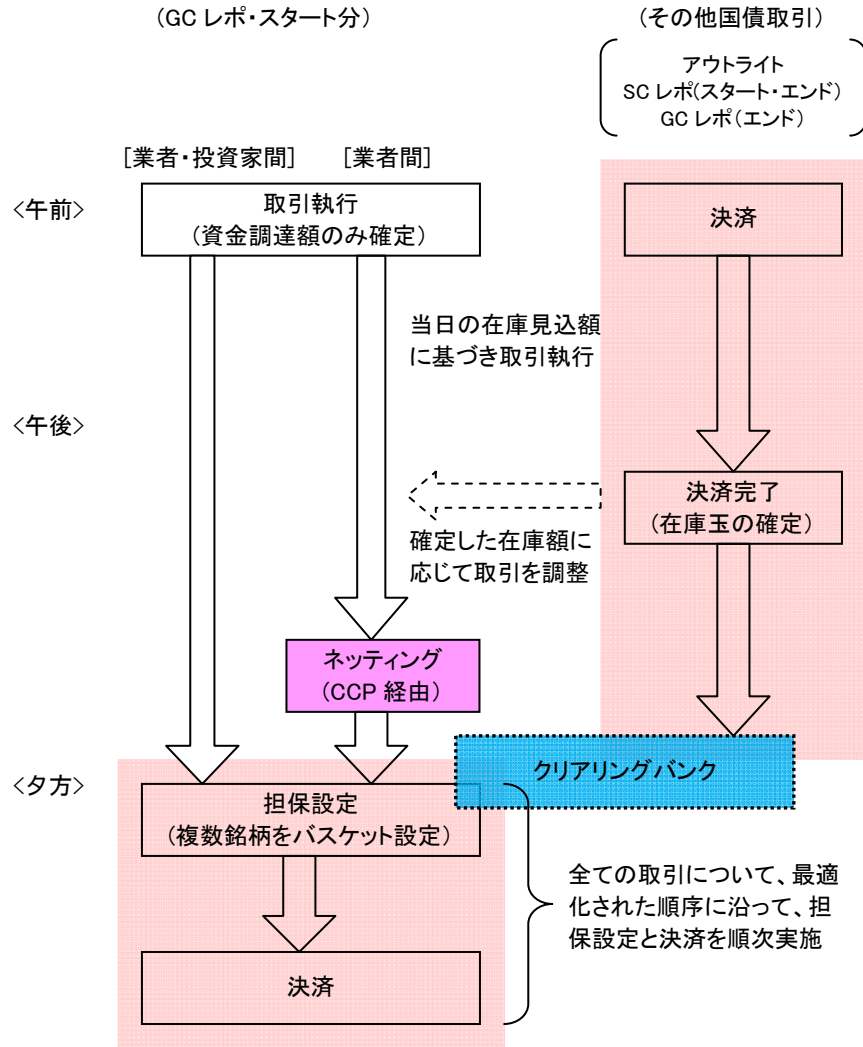 （GC レポ・スタート分）
（その他国債取引）
アウトライト
SC レポ（スタート・エンド）
GC レポ（エンド）
［業者・投資家間］
［業者間］
<午前>
取引執行
（資金調達額のみ確定）
決済
当日の在庫見込額
に基づき取引執行
<午後>
決済完了
（在庫玉の確定）
確定した在庫額に
応じて取引を調整
ネッティング
（CCP 経由）
クリアリングバンク
<夕方>
担保設定
（複数銘柄をバスケット設定）
全ての取引について、最適
化された順序に沿って、担
保設定と決済を順次実施
決済